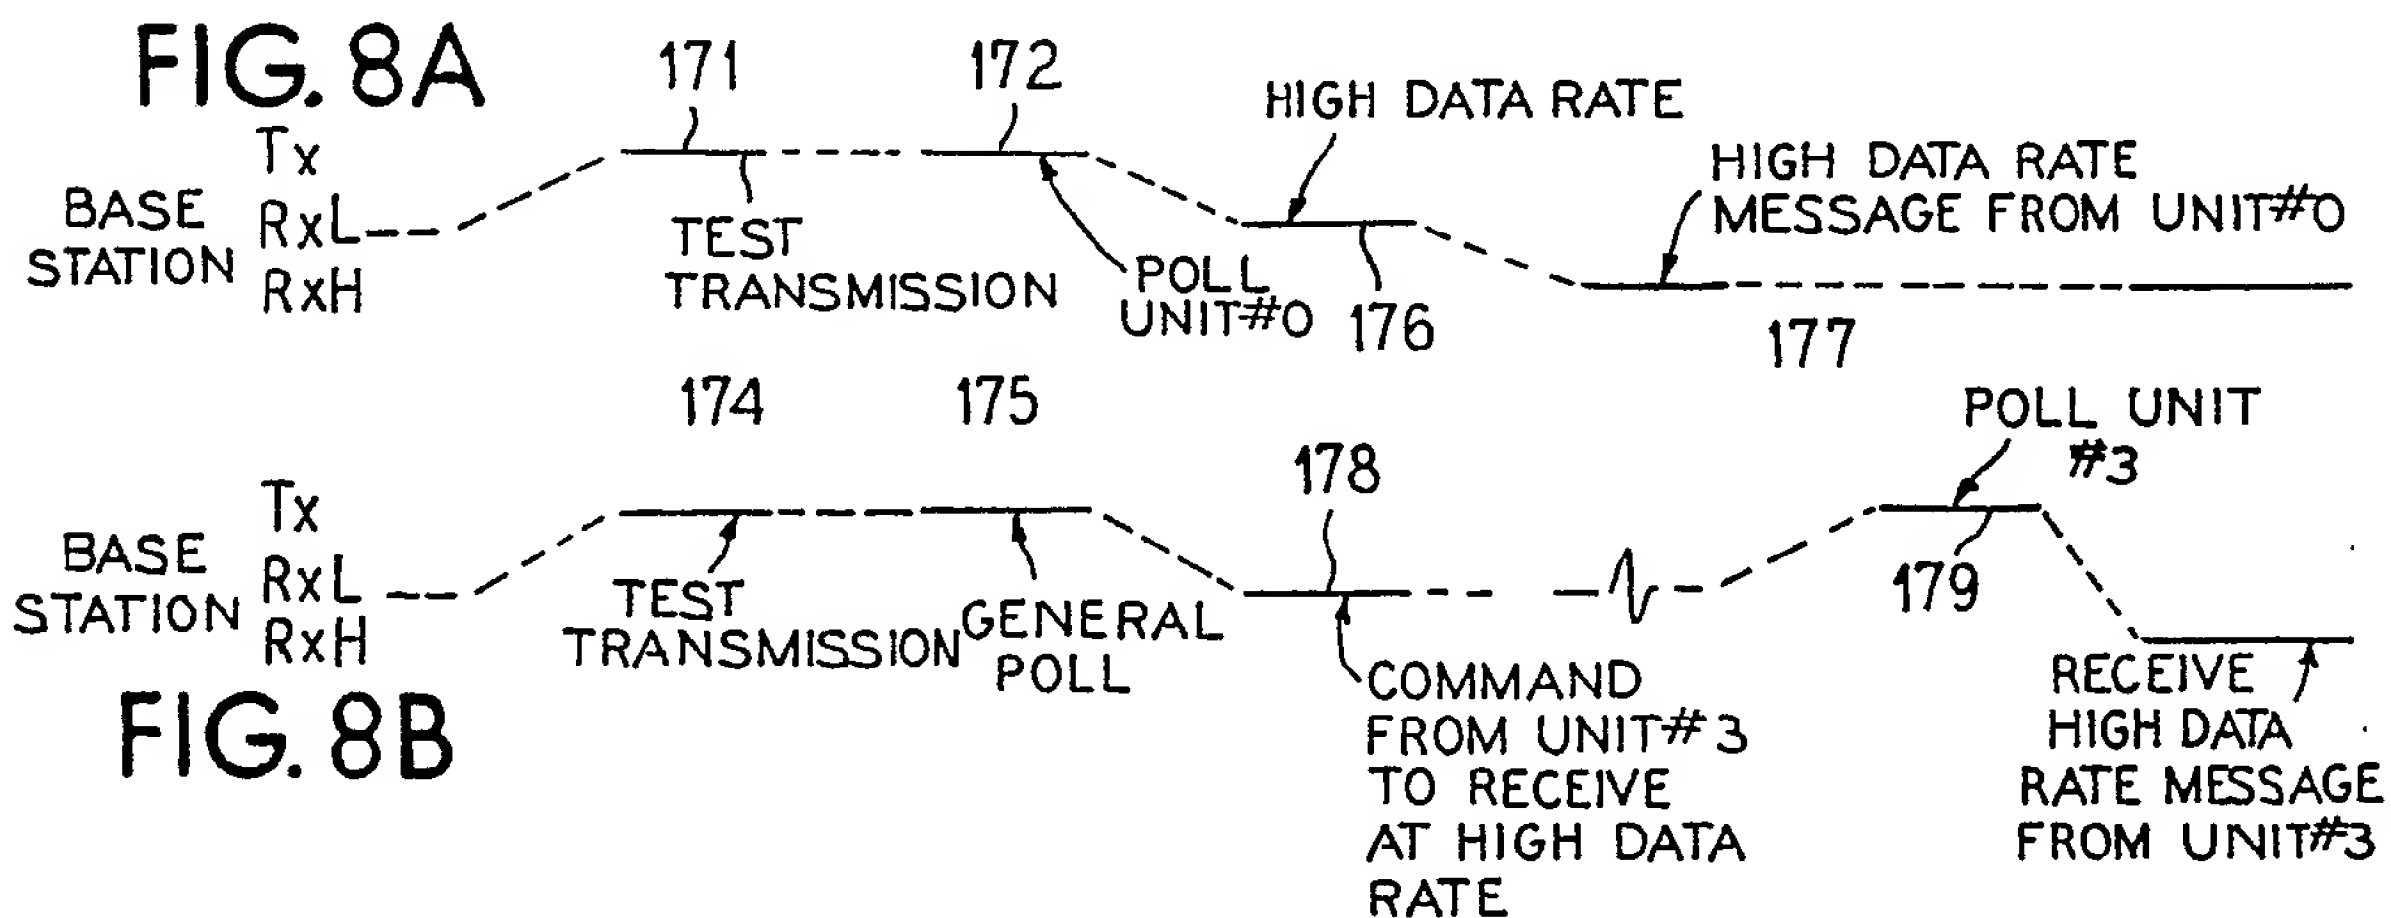 FIG. 8A
171
172
HIGH DATA RATE
Tx
HIGH DATA RATE
MESSAGE FROM UNIT#0
BASE
STATION
RxL
RxH
TEST
TRANSMISSION
POLL
UNIT#0
176
177
174
175
POLL UNIT
#3
178
Tx
BASE
STATION
RxL
RxH
TEST
TRANSMISSION
GENERAL
POLL
179
COMMAND
FROM UNIT#3
TO RECEIVE
AT HIGH DATA
RATE
RECEIVE
HIGH DATA
RATE MESSAGE
FROM UNIT#3
FIG. 8B